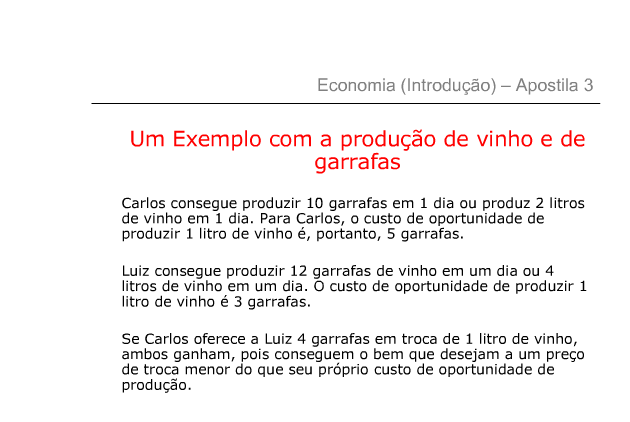 Economia (Introdução) – Apostila 3
Um Exemplo com a produção de vinho e de
garrafas
Carlos consegue produzir 10 garrafas em 1 dia ou produz 2 litros
de vinho em 1 dia. Para Carlos, o custo de oportunidade de
produzir 1 litro de vinho é, portanto, 5 garrafas.
Luiz consegue produzir 12 garrafas de vinho em um dia ou 4
litros de vinho em um dia. O custo de oportunidade de produzir 1
litro de vinho é 3 garrafas.
Se Carlos oferece a Luiz 4 garrafas em troca de 1 litro de vinho,
ambos ganham, pois conseguem o bem que desejam a um preço
de troca menor do que seu próprio custo de oportunidade de
produção.